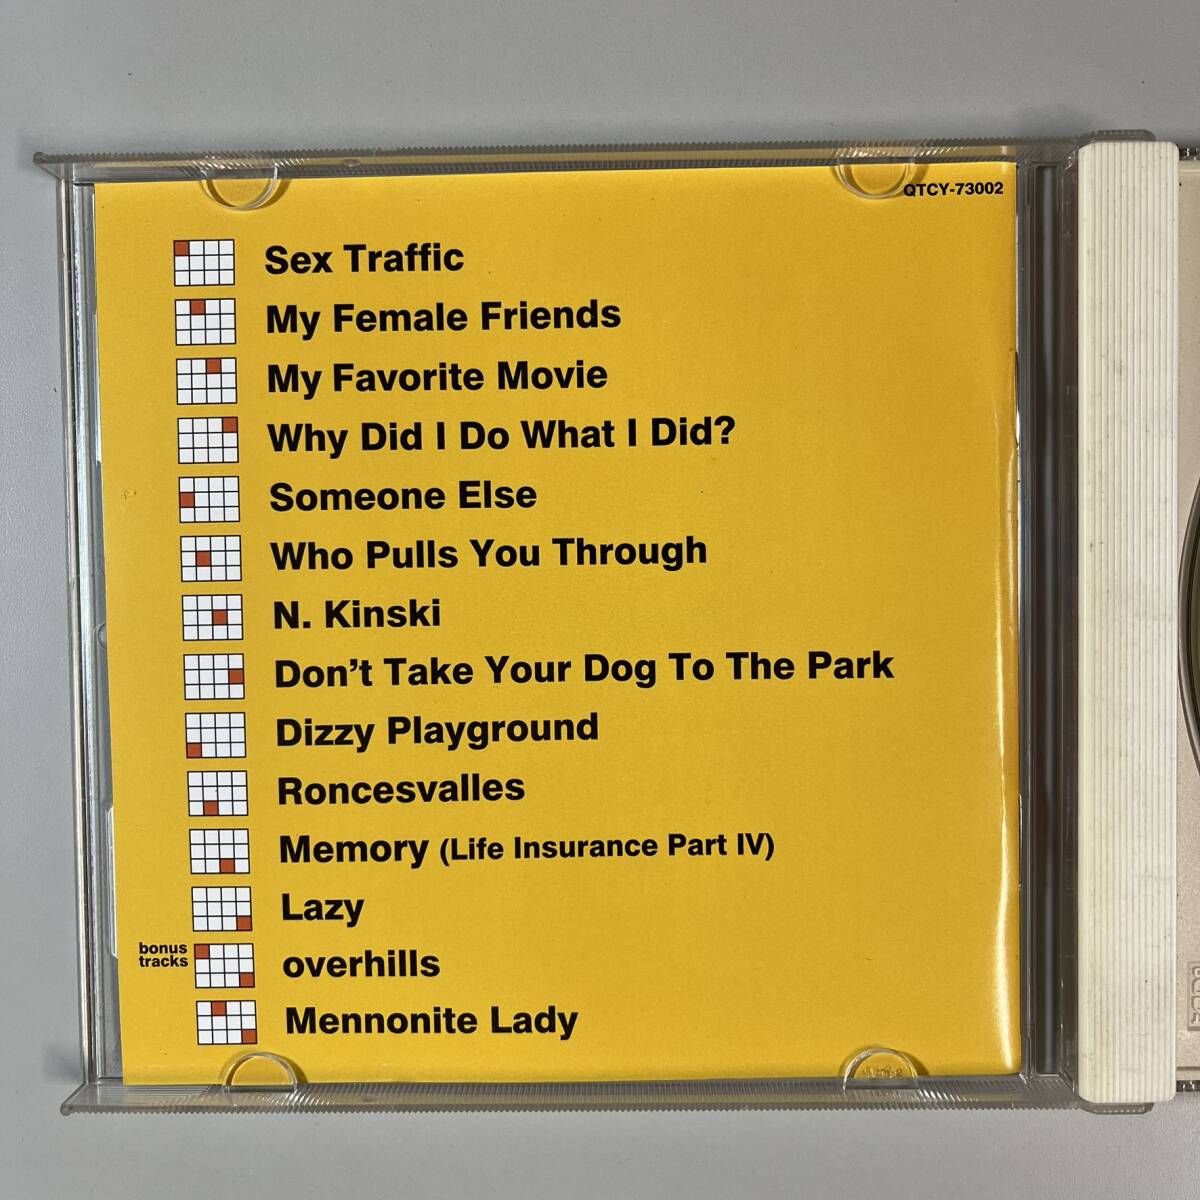 QTCY-73002
Sex Traffic
My Female Friends
My Favorite Movie
Why Did I Do What I Did?
Someone Else
Who Pulls You Through
N. Kinski
Don't Take Your Dog To The Park
Dizzy Playground
Roncesvalles
Memory (Life Insurance Part IV)
Lazy
bonus
tracks
overhills
Mennonite Lady